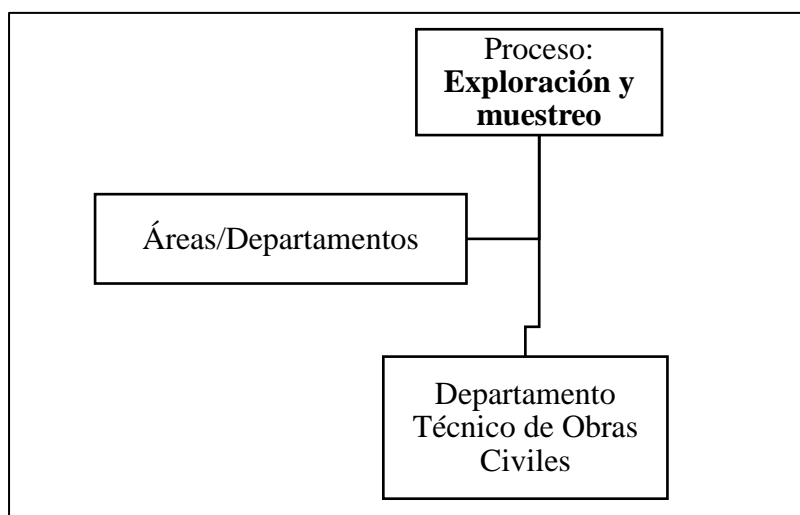 Proceso:
Exploración y
muestreo
Áreas/Departamentos
Departamento
Técnico de Obras
Civiles